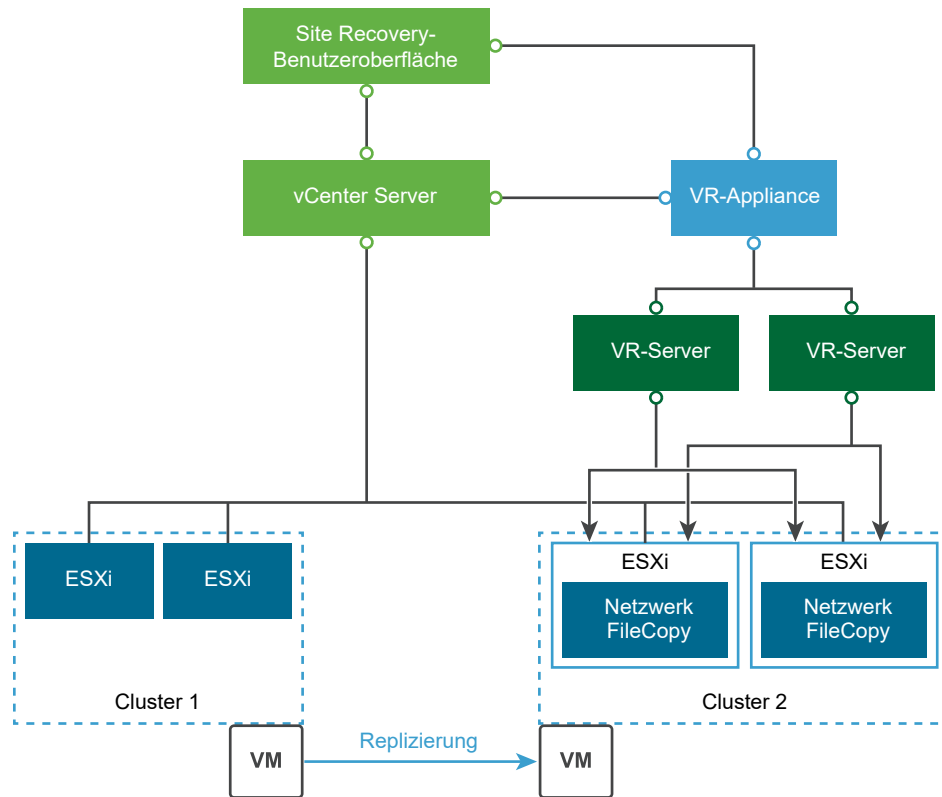 Site Recovery-
Benutzeroberfläche
vCenter Server
VR-Appliance
VR-Server
VR-Server
ESXi
ESXi
ESXi
ESXi
Netzwerk
FileCopy
Netzwerk
FileCopy
Cluster 1
Cluster 2
VM
Replizierung
VM